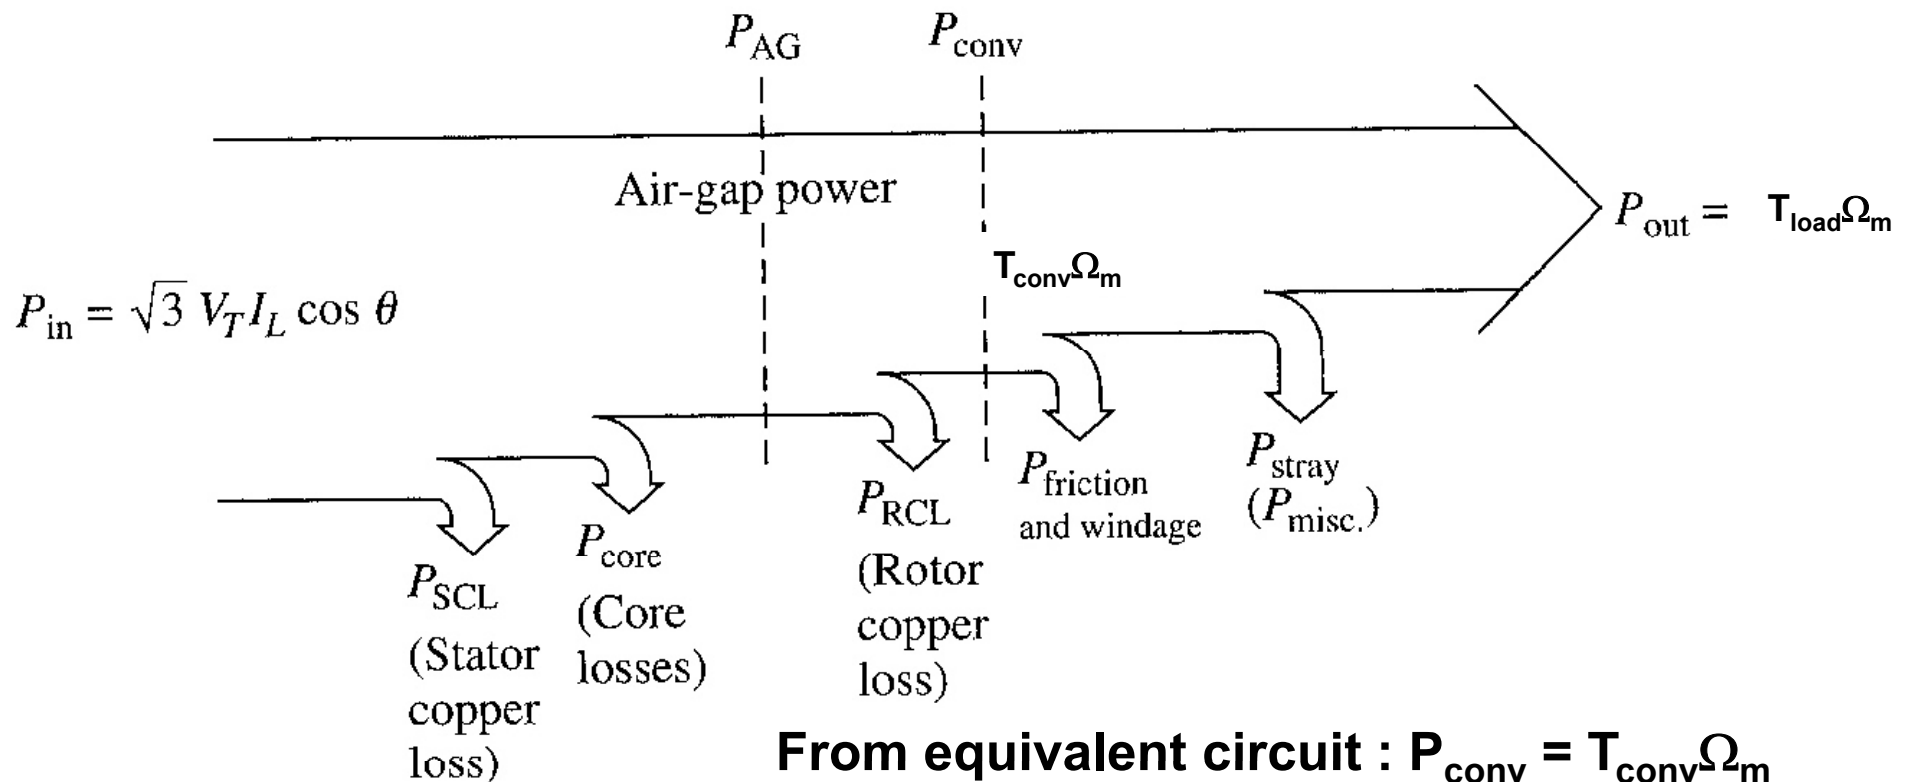 P_AG
P_conv
Air-gap power
P_out = T_load Ω_m
T_conv Ω_m
P_in = √3 V_T I_L cos θ
P_SCL
(Stator
copper
loss)
P_core
(Core
losses)
P_RCL
(Rotor
copper
loss)
P_friction
and windage
P_stray
(P_misc.)
From equivalent circuit : P_conv = T_conv Ω_m